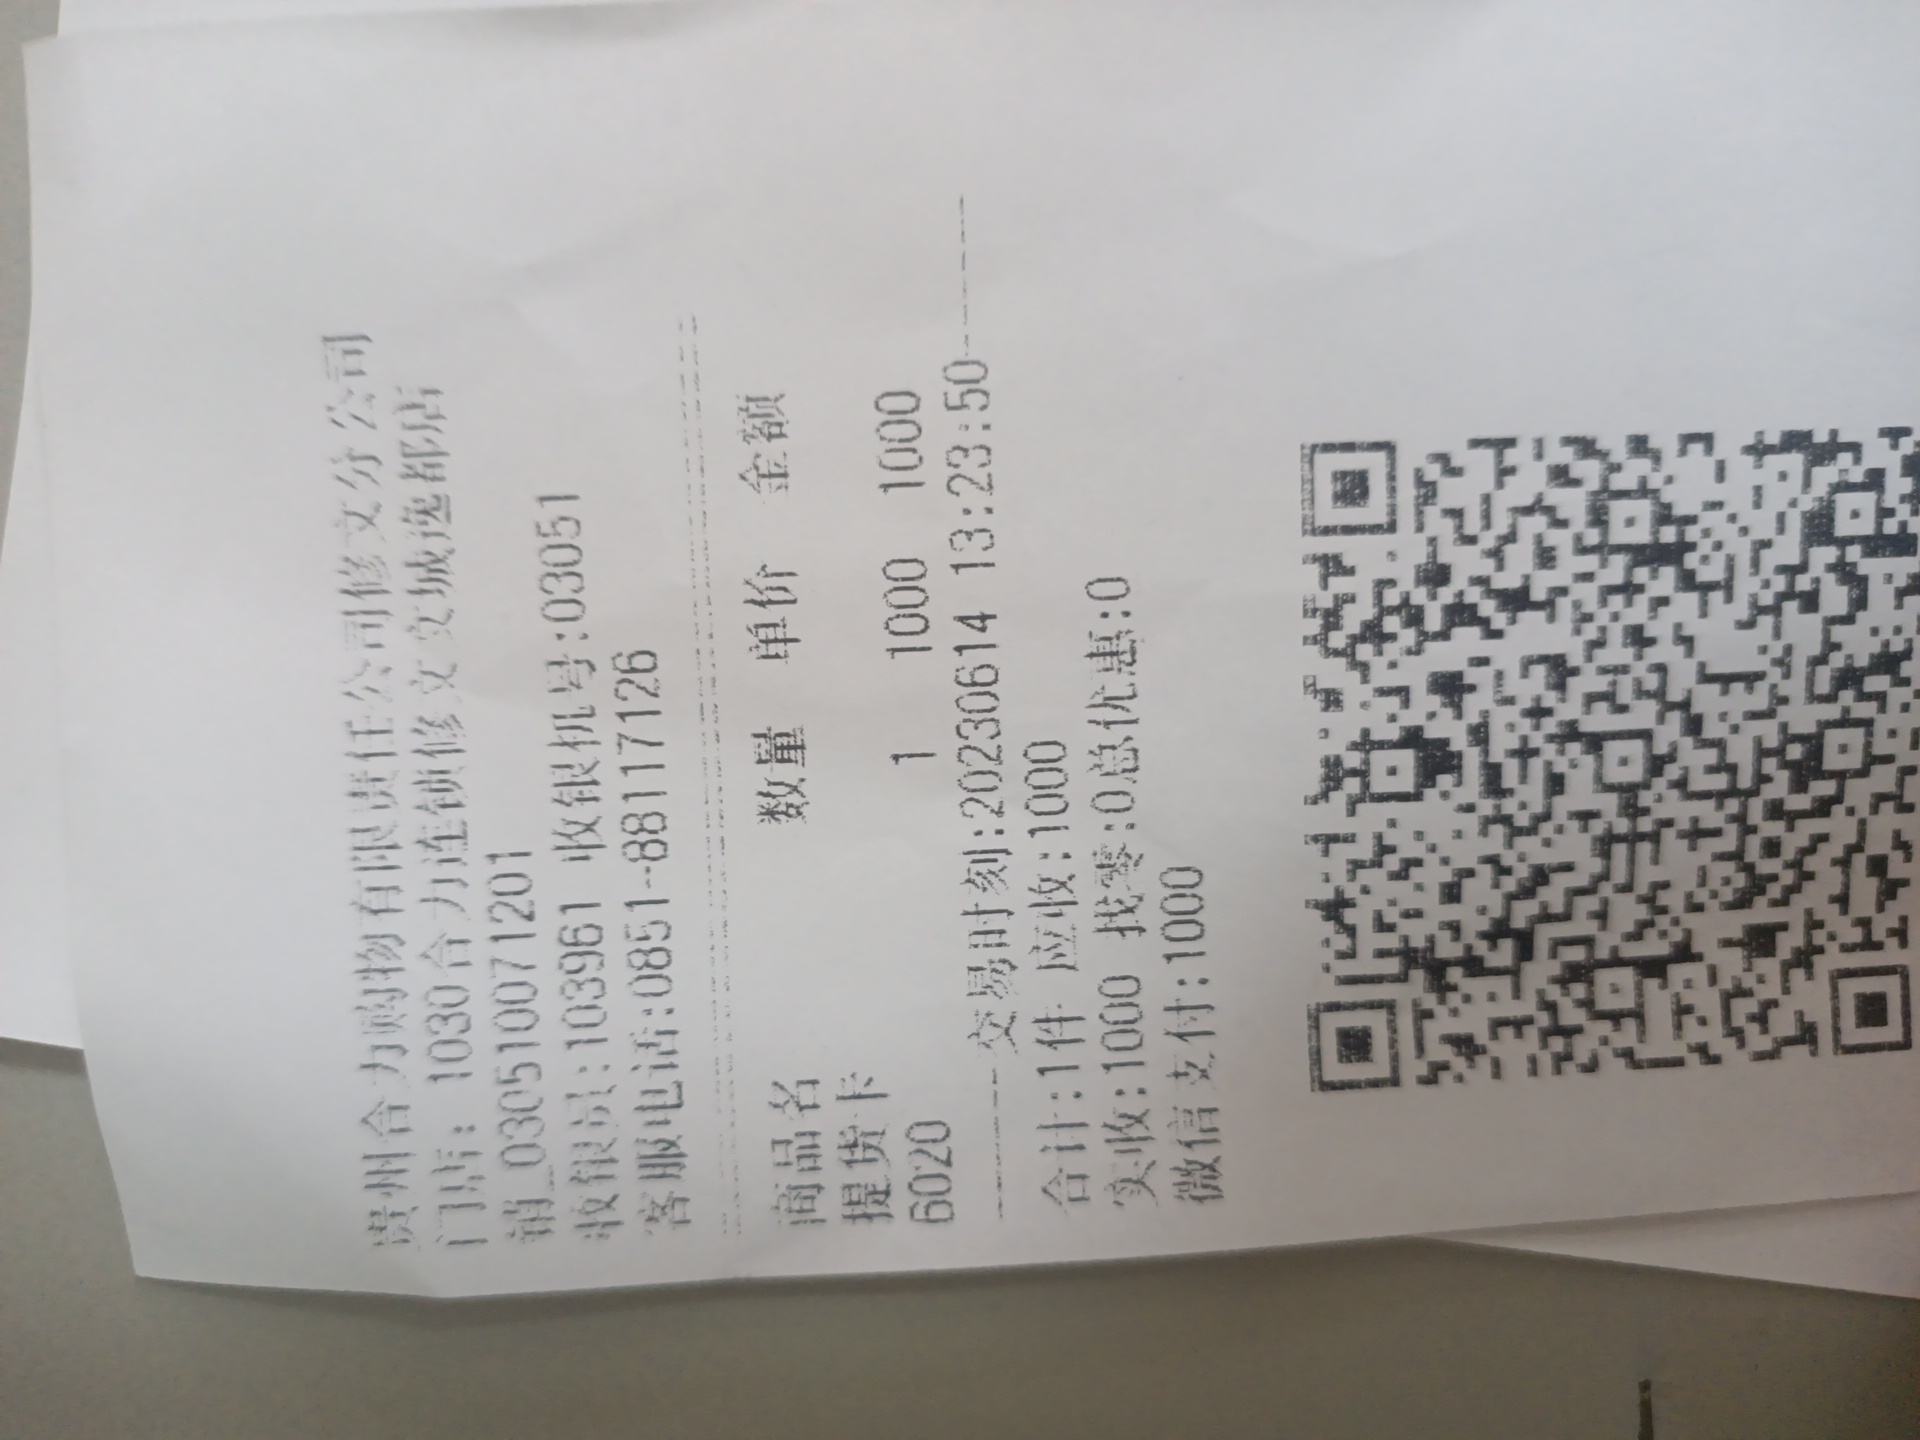 贵州合力购物有限责任公司修文分公司
门店: 1030合力连锁修文文城逸都店
销_030510071201
收银员:103961 收银机号:03051
客服电话:0851-88117126
商品名 数量 单价 金额
提货卡
6020 1 1000 1000
交易时刻:20230614 13:23:50
合计:1件 应收:1000
实收:1000 找零:0总优惠:0
微信支付:1000